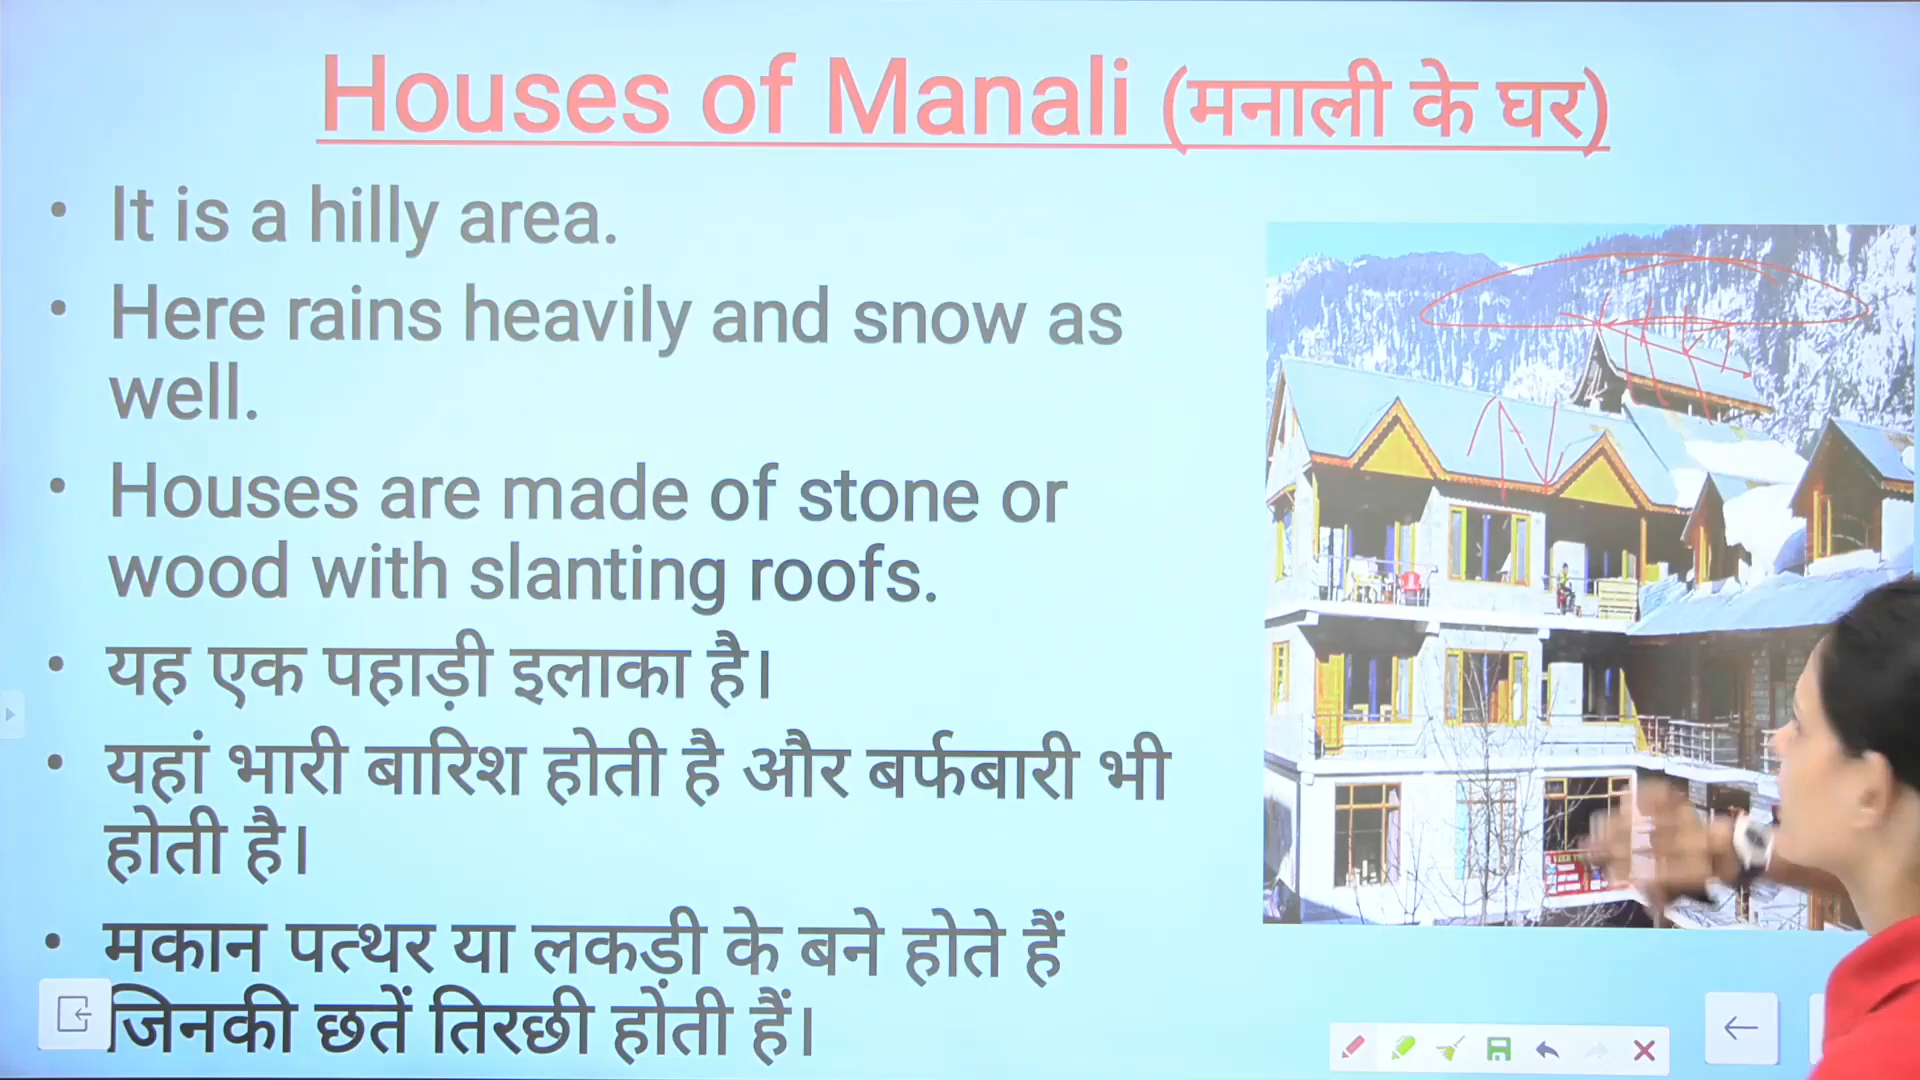 Houses of Manali (मनाली के घर)
• It is a hilly area.
• Here rains heavily and snow as
well.
• Houses are made of stone or
wood with slanting roofs.
• यह एक पहाड़ी इलाका है।
• यहां भारी बारिश होती है और बर्फबारी भी
होती है।
• मकान पत्थर या लकड़ी के बने होते हैं
जिनकी छतें तिरछी होती हैं।